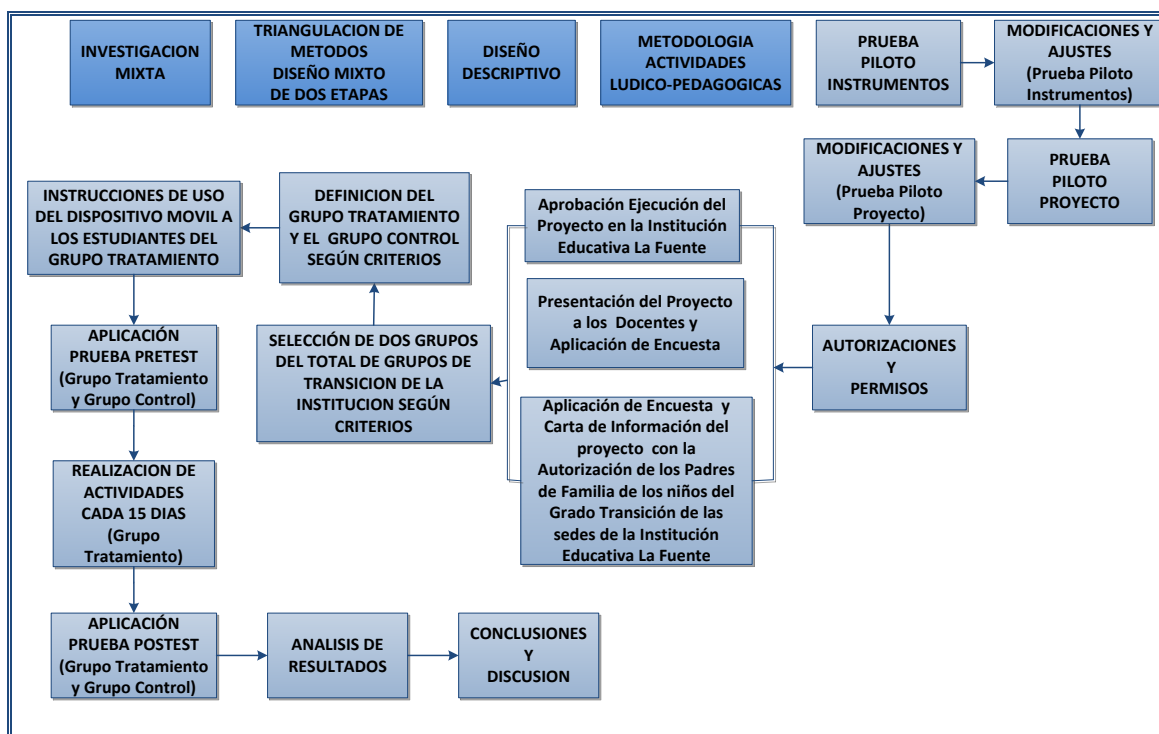 INVESTIGACION
MIXTA
TRIANGULACION DE
METODOS
DISEÑO MIXTO
DE DOS ETAPAS
DISEÑO
DESCRIPTIVO
METODOLOGIA
ACTIVIDADES
LUDICO-PEDAGOGICAS
PRUEBA
PILOTO
INSTRUMENTOS
MODIFICACIONES Y
AJUSTES
(Prueba Piloto
Instrumentos)
PRUEBA
PILOTO
PROYECTO
MODIFICACIONES Y
AJUSTES
(Prueba Piloto
Proyecto)
AUTORIZACIONES
Y
PERMISOS
Aprobación Ejecución del
Proyecto en la Institución
Educativa La Fuente
Presentación del Proyecto
a los Docentes y
Aplicación de Encuesta
Aplicación de Encuesta y
Carta de Información del
proyecto con la
Autorización de los Padres
de Familia de los niños del
Grado Transición de las
sedes de la Institución
Educativa La Fuente
SELECCIÓN DE DOS GRUPOS
DEL TOTAL DE GRUPOS DE
TRANSICION DE LA
INSTITUCION SEGÚN
CRITERIOS
DEFINICION DEL
GRUPO TRATAMIENTO
Y EL GRUPO CONTROL
SEGÚN CRITERIOS
INSTRUCCIONES DE USO
DEL DISPOSITIVO MOVIL A
LOS ESTUDIANTES DEL
GRUPO TRATAMIENTO
APLICACIÓN
PRUEBA PRETEST
(Grupo Tratamiento
y Grupo Control)
REALIZACION DE
ACTIVIDADES
CADA 15 DIAS
(Grupo
Tratamiento)
APLICACIÓN
PRUEBA POSTEST
(Grupo Tratamiento
y Grupo Control)
ANALISIS DE
RESULTADOS
CONCLUSIONES
Y
DISCUSION